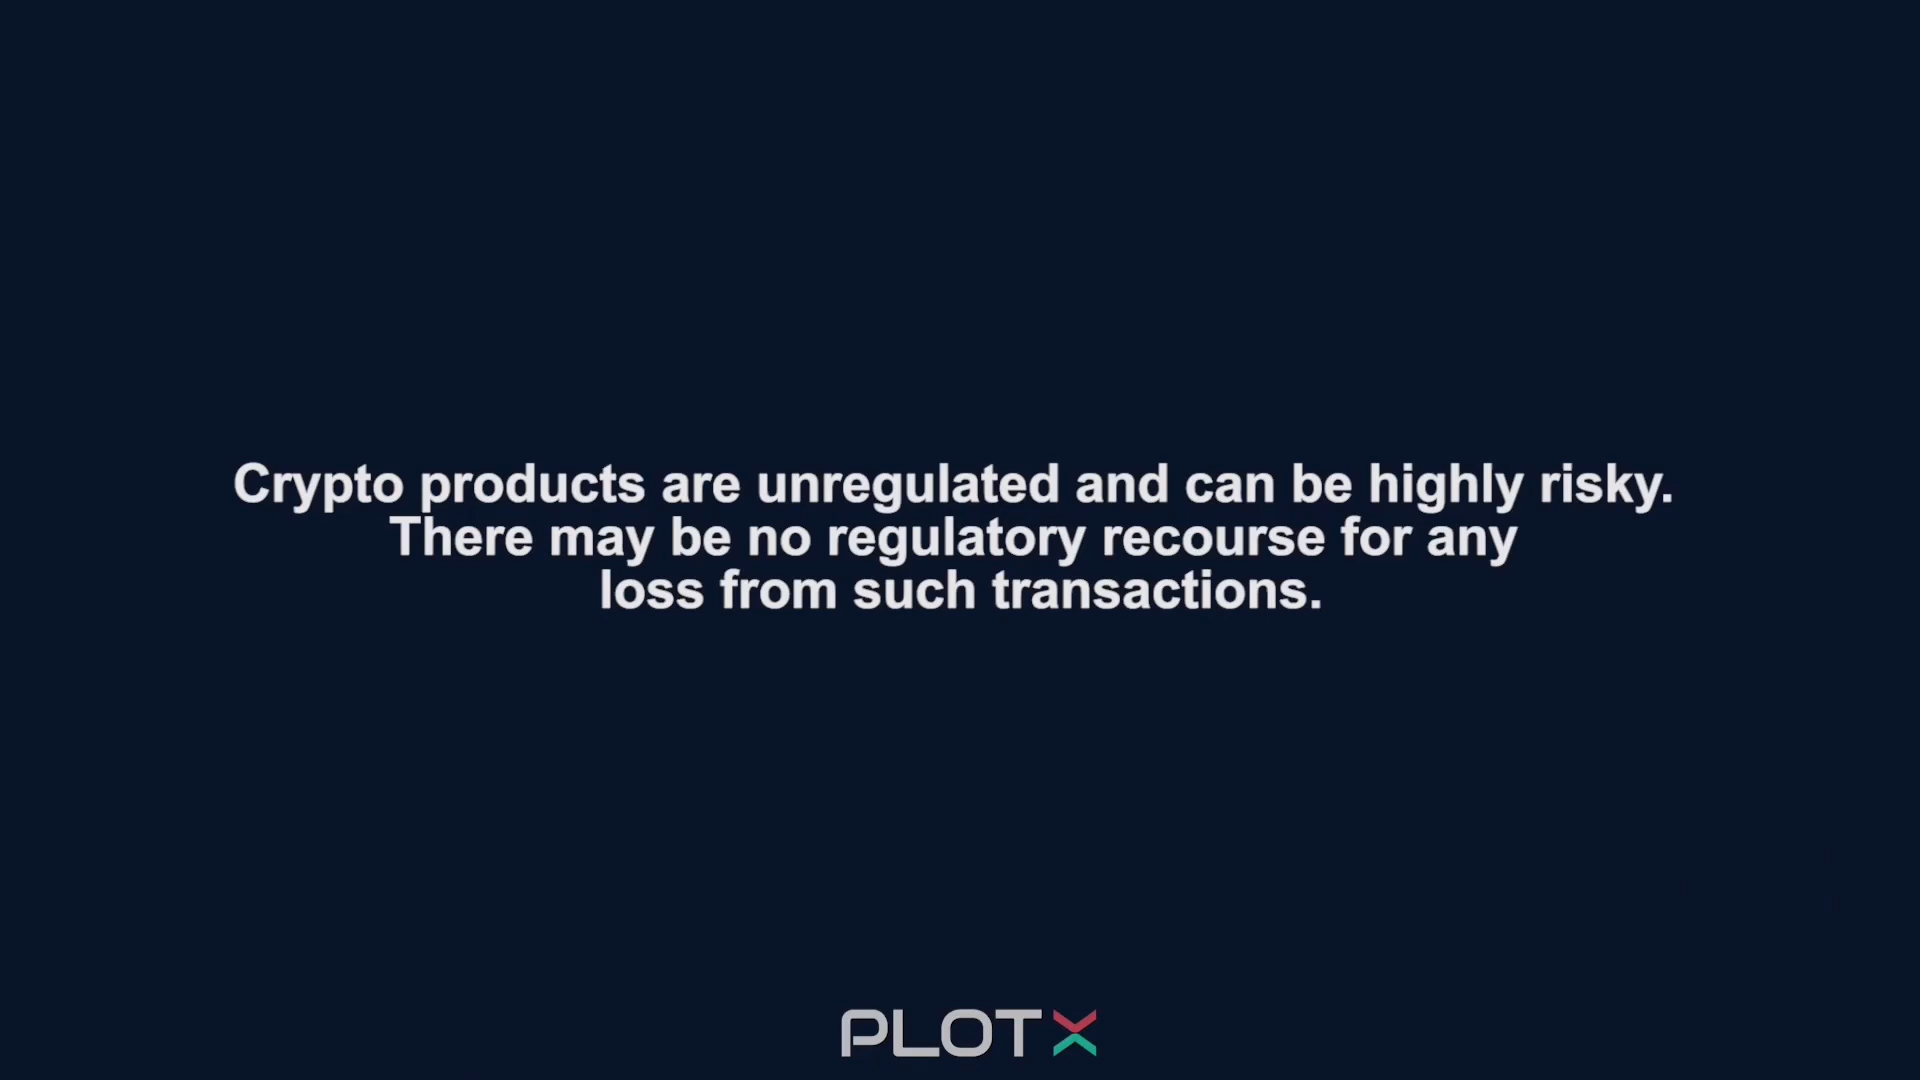 Crypto products are unregulated and can be highly risky.
There may be no regulatory recourse for any
loss from such transactions.
PLOTX